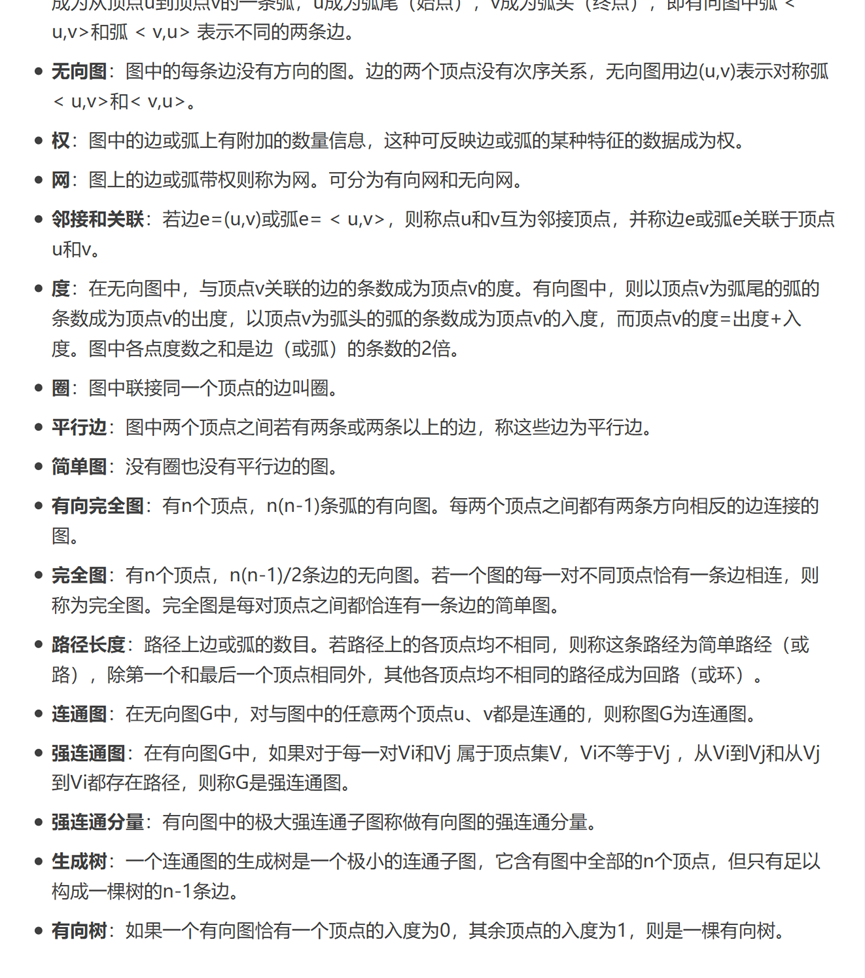 成为从顶点u到顶点v的一条弧，u成为弧尾（始点），v成为弧头（终点），即有向图中弧 <
u,v>和弧 < v,u> 表示不同的两条边。
• 无向图：图中的每条边没有方向的图。边的两个顶点没有次序关系，无向图用边(u,v)表示对称弧
< u,v>和< v,u>。
• 权：图中的边或弧上有附加的数量信息，这种可反映边或弧的某种特征的数据成为权。
• 网：图上的边或弧带权则称为网。可分为有向网和无向网。
• 邻接和关联：若边e=(u,v)或弧e= < u,v>，则称点u和v互为邻接顶点，并称边e或弧e关联于顶点
u和v。
• 度：在无向图中，与顶点v关联的边的条数成为顶点v的度。有向图中，则以顶点v为弧尾的弧的
条数成为顶点v的出度，以顶点v为弧头的弧的条数成为顶点v的入度，而顶点v的度=出度+入
度。图中各点度数之和是边（或弧）的条数的2倍。
• 圈：图中联接同一个顶点的边叫圈。
• 平行边：图中两个顶点之间若有两条或两条以上的边，称这些边为平行边。
• 简单图：没有圈也没有平行边的图。
• 有向完全图：有n个顶点，n(n-1)条弧的有向图。每两个顶点之间都有两条方向相反的边连接的
图。
• 完全图：有n个顶点，n(n-1)/2条边的无向图。若一个图的每一对不同顶点恰有一条边相连，则
称为完全图。完全图是每对顶点之间都恰连有一条边的简单图。
• 路径长度：路径上边或弧的数目。若路径上的各顶点均不相同，则称这条路经为简单路经（或
路），除第一个和最后一个顶点相同外，其他各顶点均不相同的路径成为回路（或环）。
• 连通图：在无向图G中，对与图中的任意两个顶点u、v都是连通的，则称图G为连通图。
• 强连通图：在有向图G中，如果对于每一对Vi和Vj 属于顶点集V，Vi不等于Vj ，从Vi到Vj和从Vj
到Vi都存在路径，则称G是强连通图。
• 强连通分量：有向图中的极大强连通子图称做有向图的强连通分量。
• 生成树：一个连通图的生成树是一个极小的连通子图，它含有图中全部的n个顶点，但只有足以
构成一棵树的n-1条边。
• 有向树：如果一个有向图恰有一个顶点的入度为0，其余顶点的入度为1，则是一棵有向树。